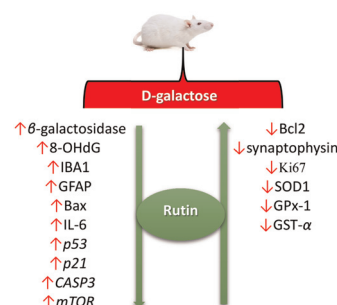 D-galactose
↑β-galactosidase
↑8-OHdG
↑IBA1
↑GFAP
↑Bax
↑IL-6
↑p53
↑p21
↑CASP3
↑mTOR
Rutin
↓Bcl2
↓synaptophysin
↓Ki67
↓SOD1
↓GPx-1
↓GST-α